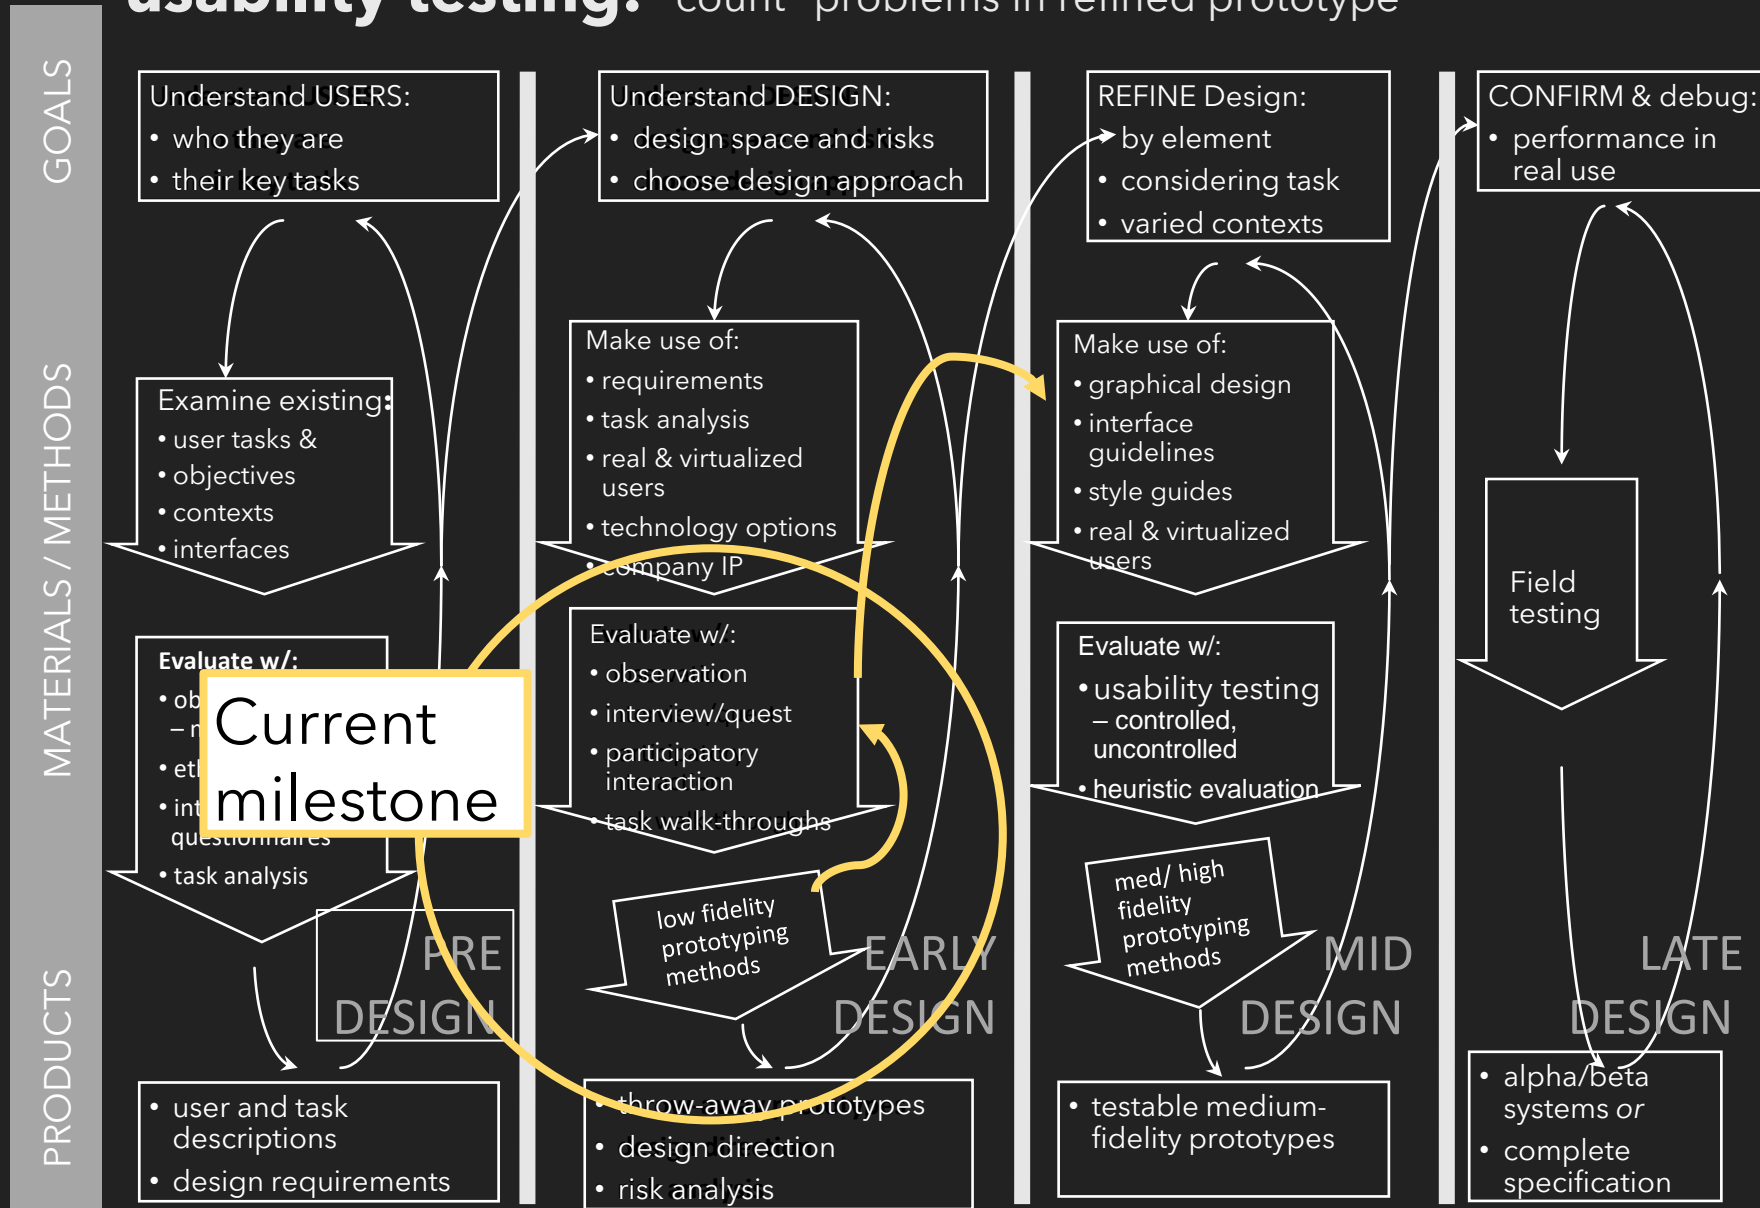 usability testing: "count" problems in refined prototype
GOALS
MATERIALS / METHODS
PRODUCTS
Understand USERS:
• who they are
• their key tasks
Examine existing:
• user tasks &
• objectives
• contexts
• interfaces
Evaluate w/:
• ob
– r
• et
• int
questionnaires
• task analysis
Current
milestone
PRE
DESIGN
• user and task
descriptions
• design requirements
Understand DESIGN:
• design space and risks
• choose design approach
Make use of:
• requirements
• task analysis
• real & virtualized
users
• technology options
• company IP
Evaluate w/:
• observation
• interview/quest
• participatory
interaction
• task walk-throughs
low fidelity
prototyping
methods
EARLY
DESIGN
• throw-away prototypes
• design direction
• risk analysis
REFINE Design:
• by element
• considering task
• varied contexts
Make use of:
• graphical design
• interface
guidelines
• style guides
• real & virtualized
users
Evaluate w/:
• usability testing
– controlled,
uncontrolled
• heuristic evaluation
med/ high
fidelity
prototyping
methods
MID
DESIGN
• testable medium-
fidelity prototypes
CONFIRM & debug:
• performance in
real use
Field
testing
LATE
DESIGN
• alpha/beta
systems or
• complete
specification